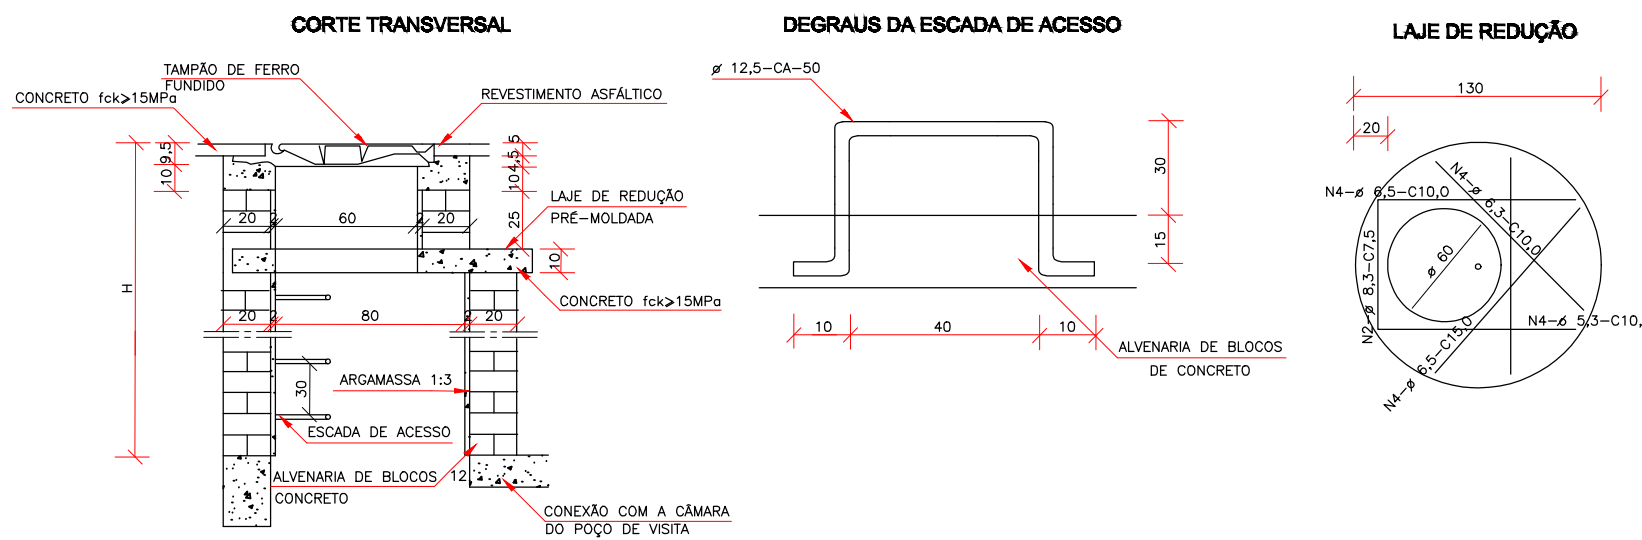 CORTE TRANSVERSAL
TAMPÃO DE FERRO
FUNDIDO
CONCRETO fck⩾15MPa
REVESTIMENTO ASFÁLTICO
9,5
10
5
4,5
10
25
LAJE DE REDUÇÃO
PRÉ-MOLDADA
20
2
60
2
20
10
H
CONCRETO fck⩾15MPa
20
2
80
2
20
ARGAMASSA 1:3
30
ESCADA DE ACESSO
ALVENARIA DE BLOCOS
CONCRETO
12
CONEXÃO COM A CÂMARA
DO POÇO DE VISITA
DEGRAUS DA ESCADA DE ACESSO
ø 12,5-CA-50
30
15
10
40
10
ALVENARIA DE BLOCOS
DE CONCRETO
LAJE DE REDUÇÃO
130
20
N4-ø 6,5-C10,0
N4-ø 6,3-C10,0
N2-ø 8,3-C7,5
ø 60
N4-ø 5,3-C10,
N4-ø 6,5-C15,0